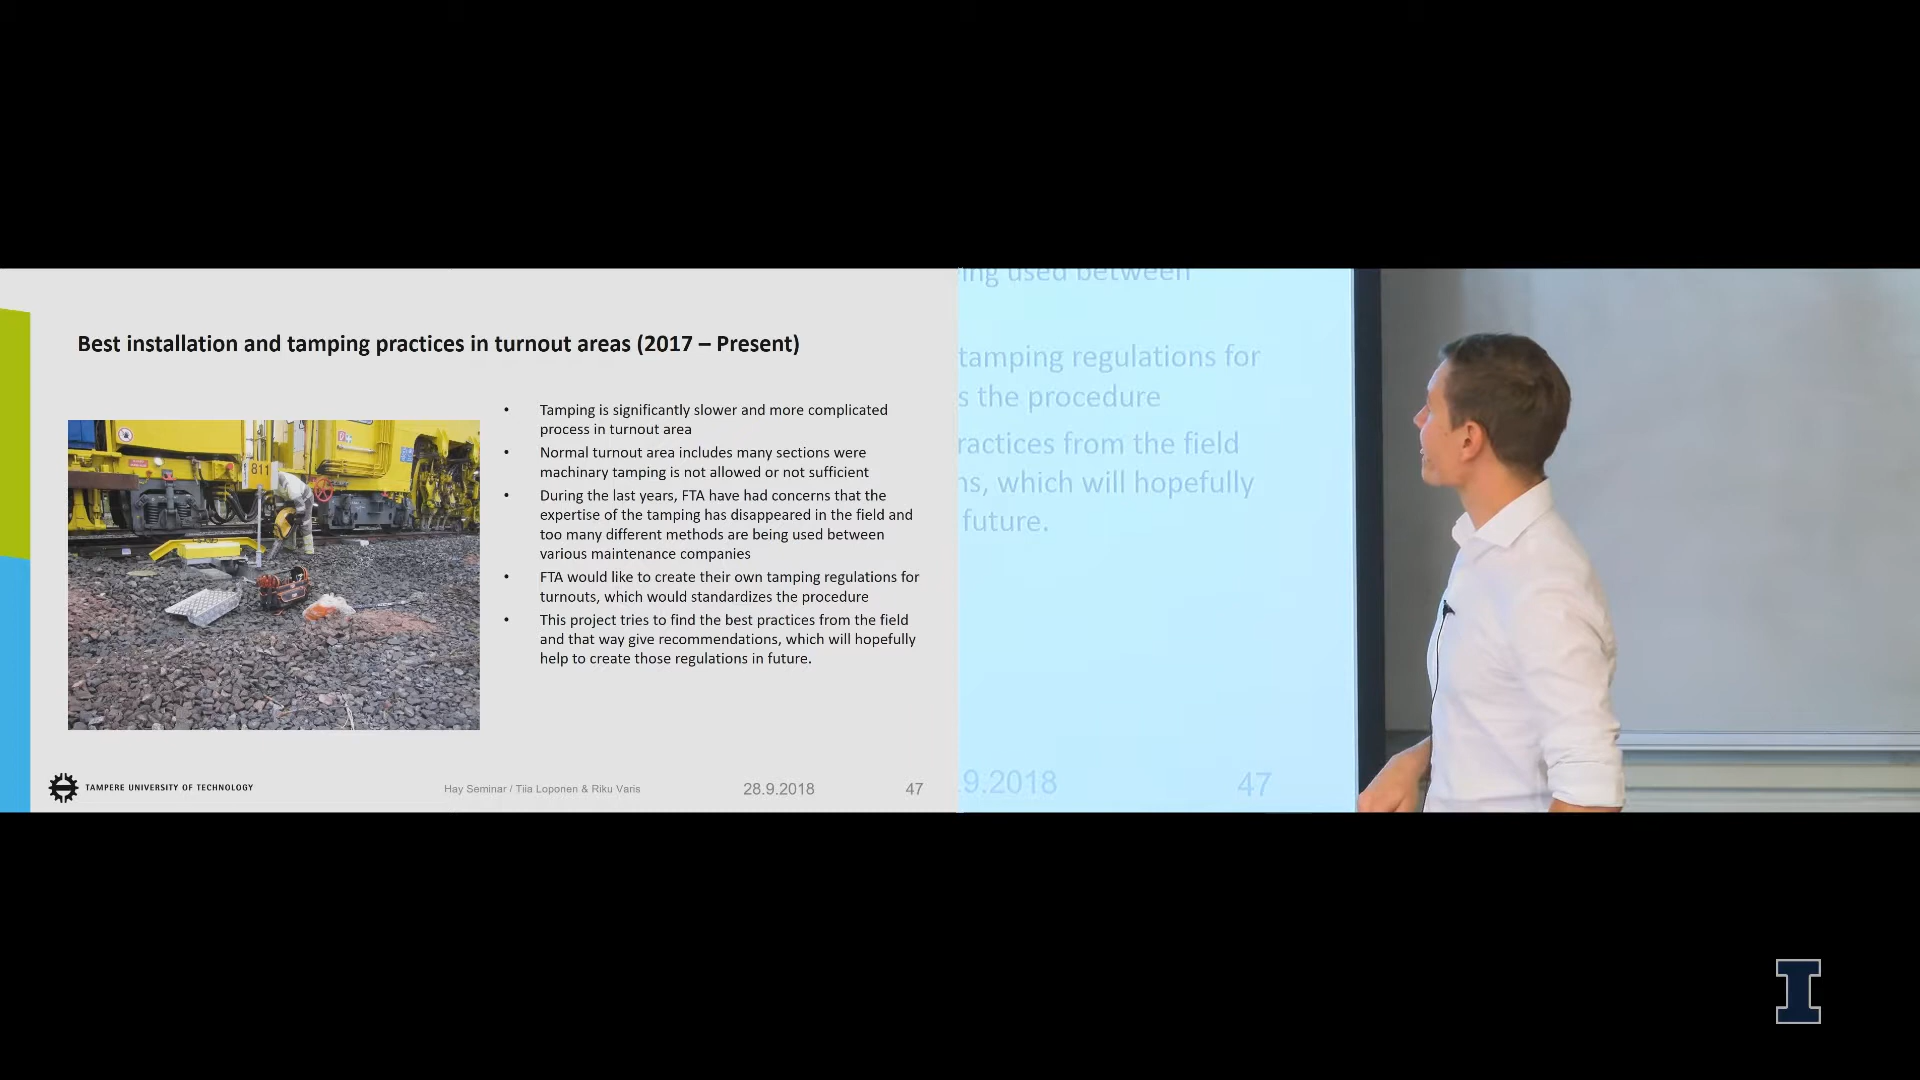 Best installation and tamping practices in turnout areas (2017 – Present)
811
• Tamping is significantly slower and more complicated
process in turnout area
• Normal turnout area includes many sections were
machinary tamping is not allowed or not sufficient
• During the last years, FTA have had concerns that the
expertise of the tamping has disappeared in the field and
too many different methods are being used between
various maintenance companies
• FTA would like to create their own tamping regulations for
turnouts, which would standardizes the procedure
• This project tries to find the best practices from the field
and that way give recommendations, which will hopefully
help to create those regulations in future.
TAMPERE UNIVERSITY OF TECHNOLOGY
Hay Seminar / Tiia Loponen & Riku Varis
28.9.2018
47
ing used between
tamping regulations for
s the procedure
ractices from the field
ns, which will hopefully
future.
.9.2018
47
I